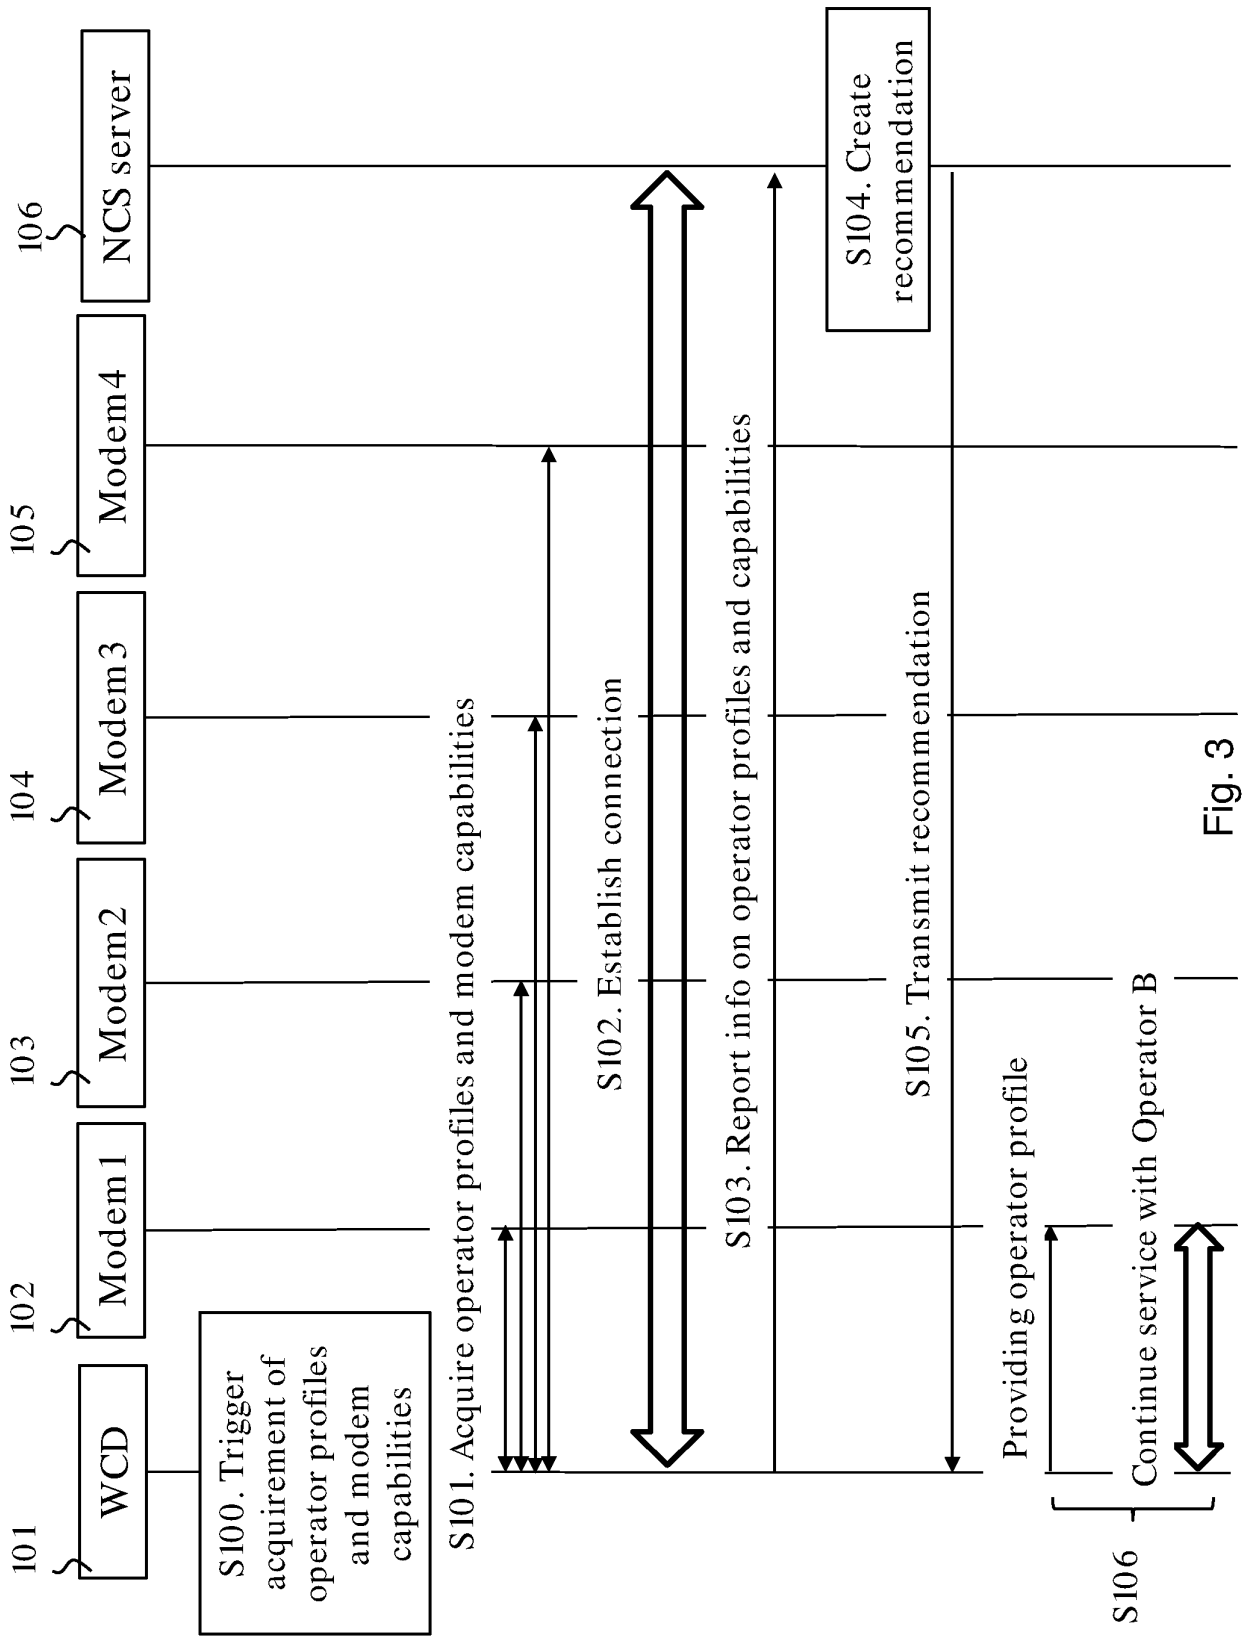 101
102
103
104
105
106
WCD
Modem1
Modem2
Modem3
Modem4
NCS server
S100. Trigger
acquirement of
operator profiles
and modem
capabilities
S101. Acquire operator profiles and modem capabilities
S102. Establish connection
S103. Report info on operator profiles and capabilities
S104. Create
recommendation
S105. Transmit recommendation
Providing operator profile
Continue service with Operator B
S106
Fig. 3